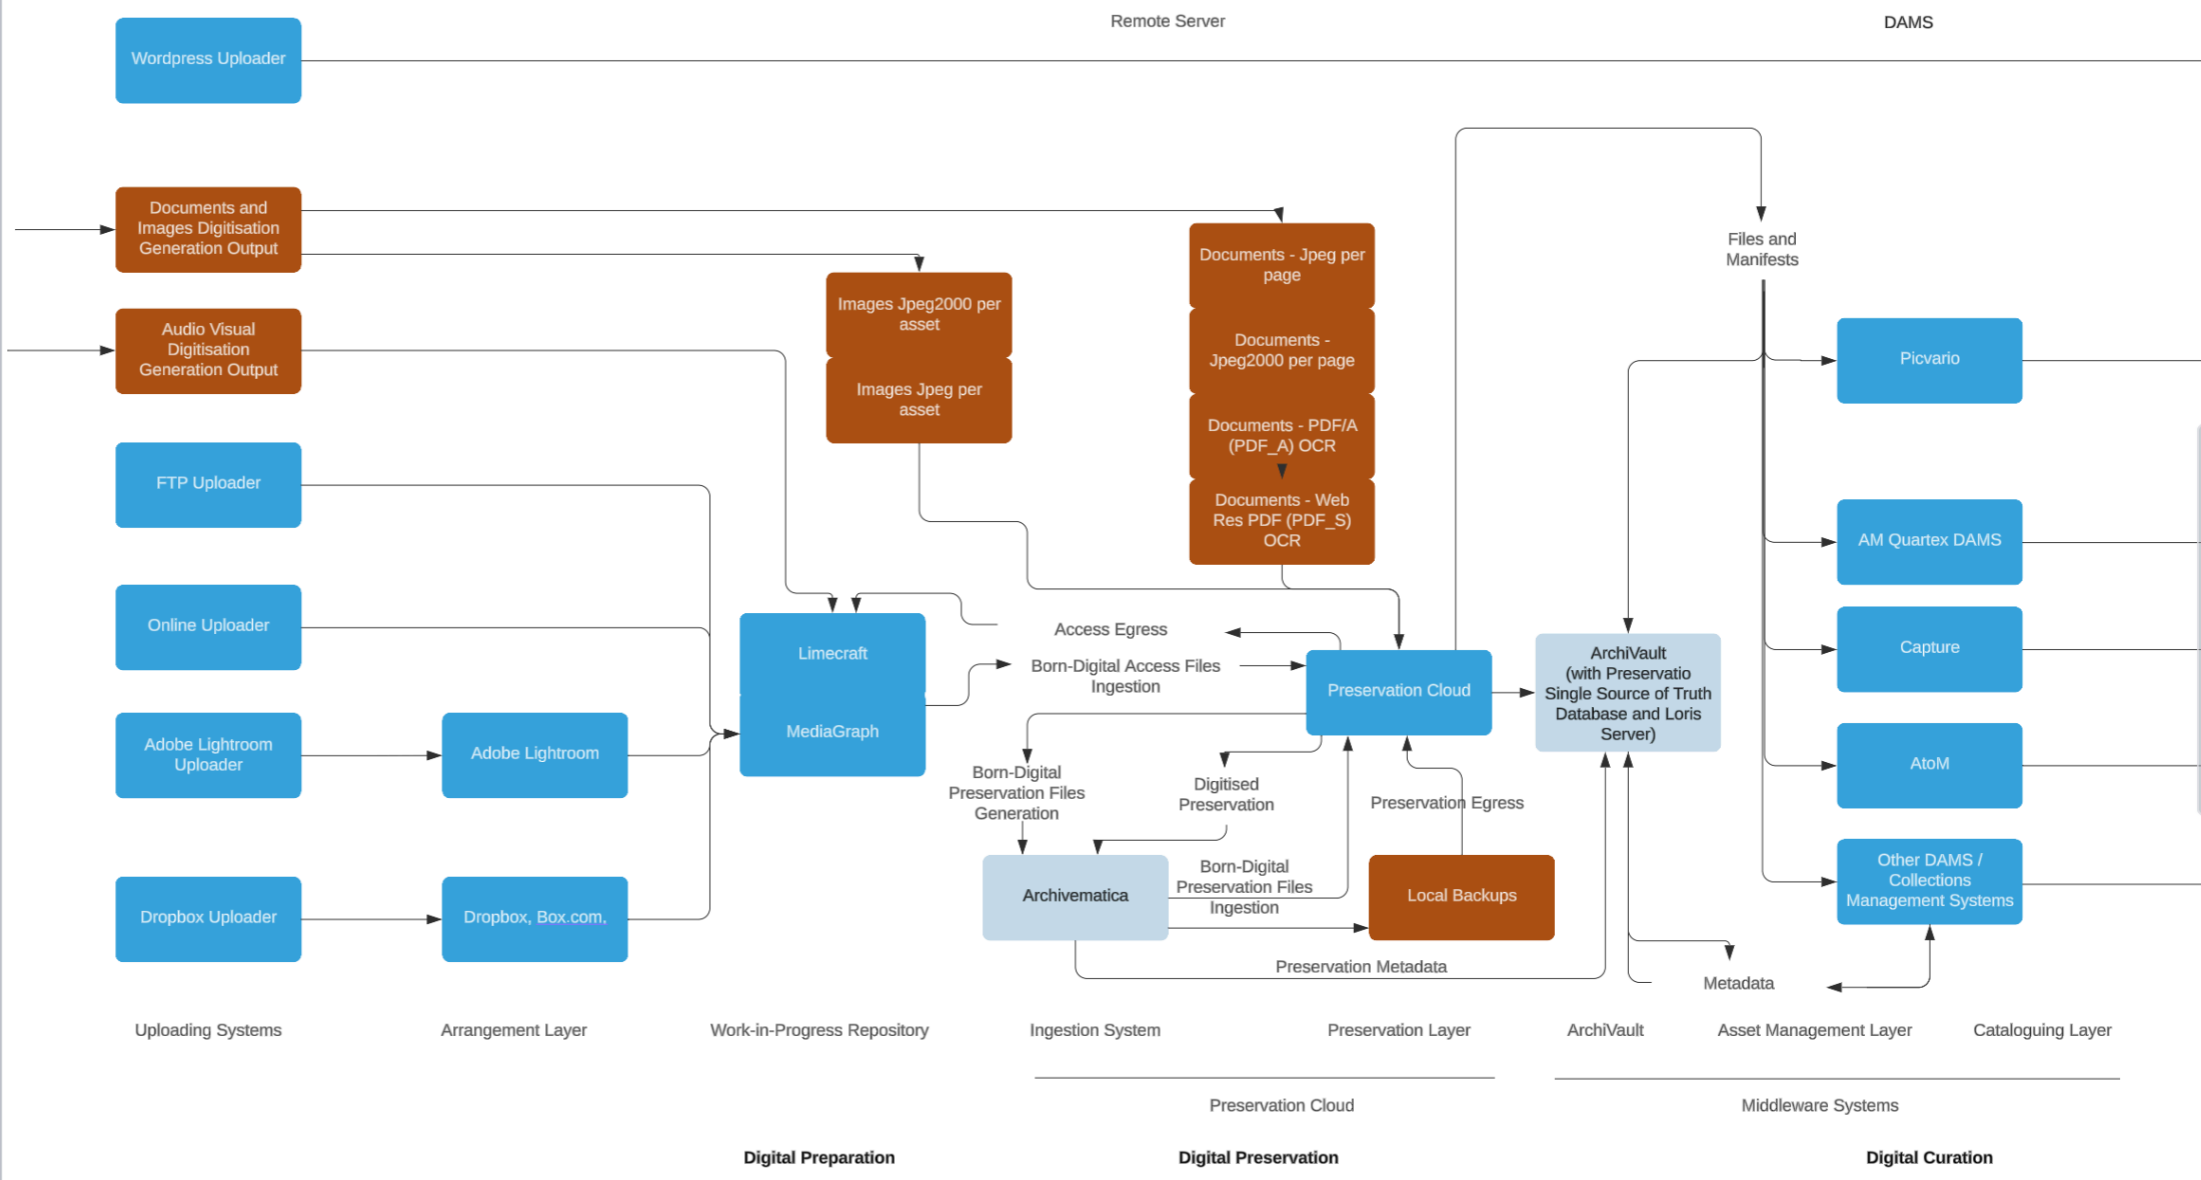 Remote Server
DAMS
Wordpress Uploader
Documents and
Images Digitisation
Generation Output
Audio Visual
Digitisation
Generation Output
FTP Uploader
Online Uploader
Adobe Lightroom
Uploader
Adobe Lightroom
Dropbox Uploader
Dropbox, Box.com,
Images Jpeg2000 per
asset
Images Jpeg per
asset
Limecraft
MediaGraph
Documents - Jpeg per
page
Documents -
Jpeg2000 per page
Documents - PDF/A
(PDF_A) OCR
Documents - Web
Res PDF (PDF_S)
OCR
Access Egress
Born-Digital Access Files
Ingestion
Preservation Cloud
Born-Digital
Preservation Files
Generation
Digitised
Preservation
Preservation Egress
Archivematica
Born-Digital
Preservation Files
Ingestion
Local Backups
Preservation Metadata
Files and
Manifests
ArchiVault
(with Preservatio
Single Source of Truth
Database and Loris
Server)
Picvario
AM Quartex DAMS
Capture
AtoM
Other DAMS /
Collections
Management Systems
Metadata
Uploading Systems
Arrangement Layer
Work-in-Progress Repository
Ingestion System
Preservation Layer
ArchiVault
Asset Management Layer
Cataloguing Layer
Preservation Cloud
Middleware Systems
Digital Preparation
Digital Preservation
Digital Curation